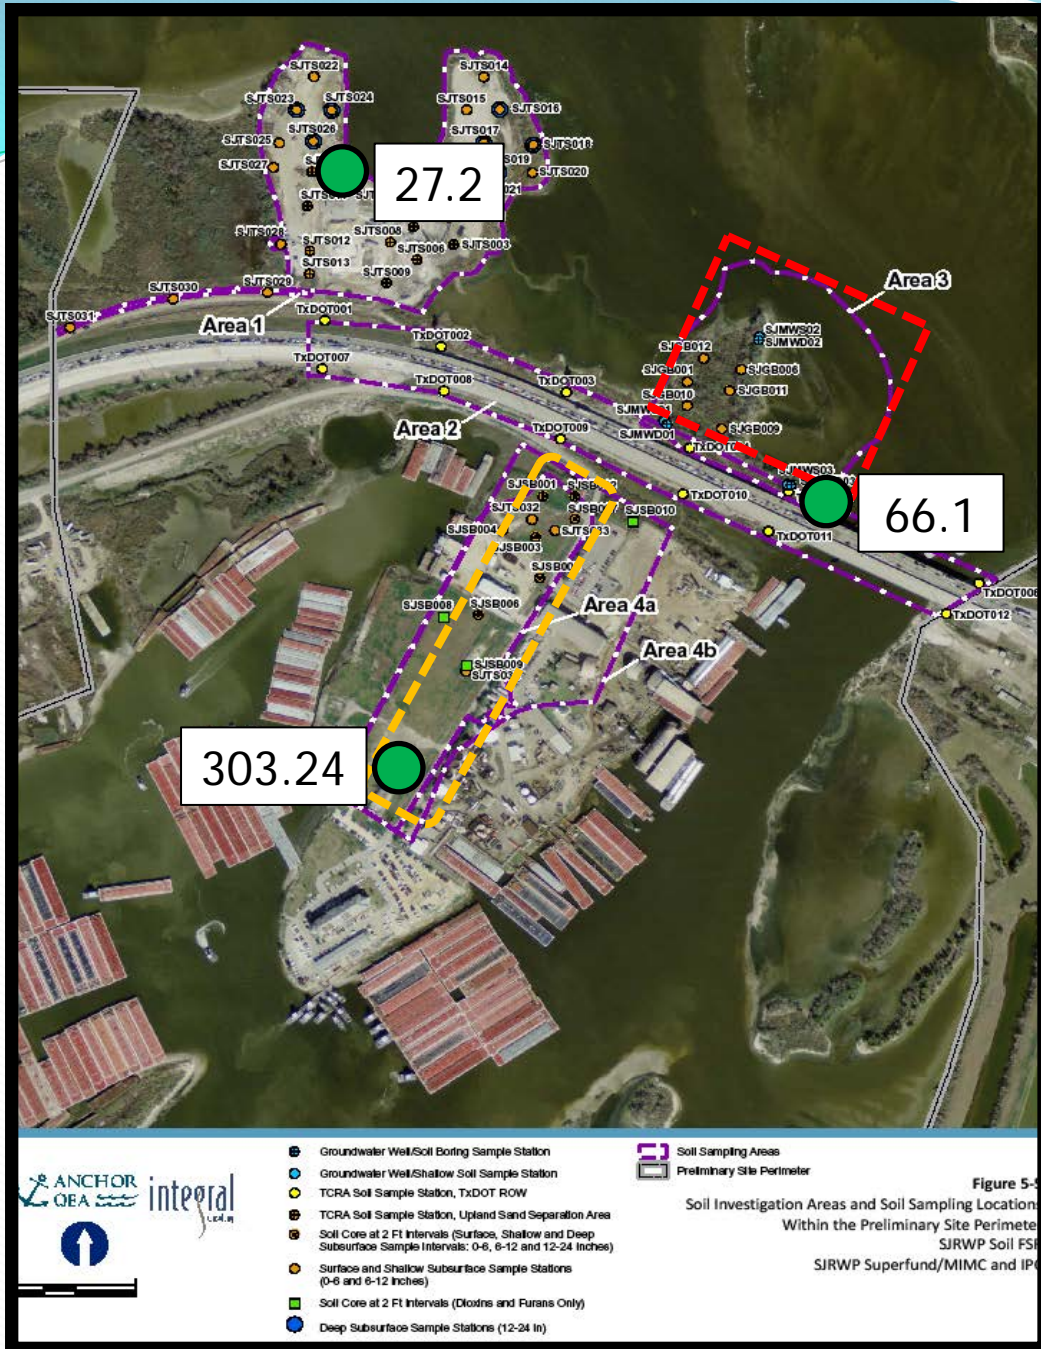 SJTS022
SJTS014
SJTS023
SJTS024
SJTS015
SJTS016
SJTS026
SJTS017
SJTS025
SJTS018
SJTS027
SJTS020
27.2
SJTS028
SJTS012
SJTS008
SJTS003
SJTS006
SJTS013
SJTS009
SJTS029
SJTS030
SJTS031
Area 1
TxDOT001
TxDOT002
Area 3
SJMWS02
SJMWD02
SJGB012
SJGB001
SJGB006
TxDOT007
TxDOT008
TxDOT003
SJGB010
SJGB011
SJMWD01
SJGB009
Area 2
TxDOT009
SJMWS03
TxDOT010
66.1
TxDOT011
SJSB001
SJTS032
SJSB010
SJSB004
SJTS033
SJSB003
SJSB008
SJSB006
Area 4a
TxDOT012
SJSB009
Area 4b
303.24
ANCHOR
QEA
integral
Groundwater Well/Soil Boring Sample Station
Groundwater Well/Shallow Soil Sample Station
TCRA Soil Sample Station, TxDOT ROW
TCRA Soil Sample Station, Upland Sand Separation Area
Soil Core at 2 Ft Intervals (Surface, Shallow and Deep
Subsurface Sample Intervals: 0-6, 6-12 and 12-24 inches)
Surface and Shallow Subsurface Sample Stations
(0-6 and 6-12 Inches)
Soil Core at 2 Ft Intervals (Dioxins and Furans Only)
Deep Subsurface Sample Stations (12-24 in)
Soil Sampling Areas
Preliminary Site Perimeter
Figure 5-
Soil Investigation Areas and Soil Sampling Location
Within the Preliminary Site Perimete
SJRWP Soil FS
SJRWP Superfund/MIMC and IP